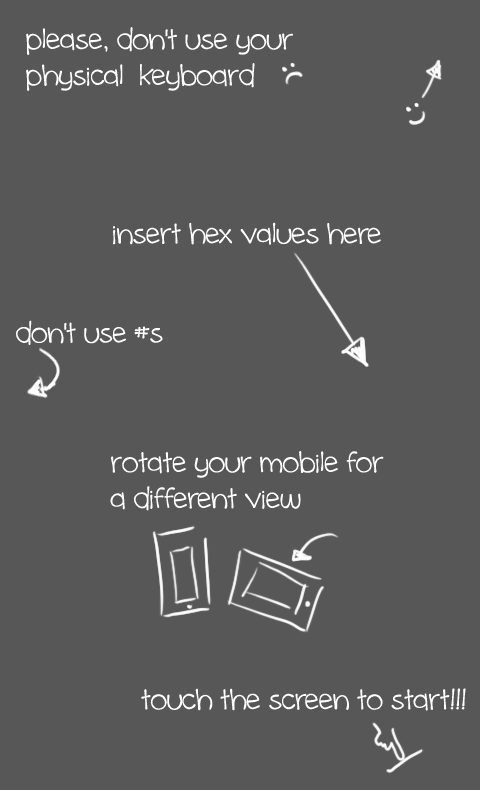 please, don't use your
physical keyboard
insert hex values here
don't use #s
rotate your mobile for
a different view
touch the screen to start!!!